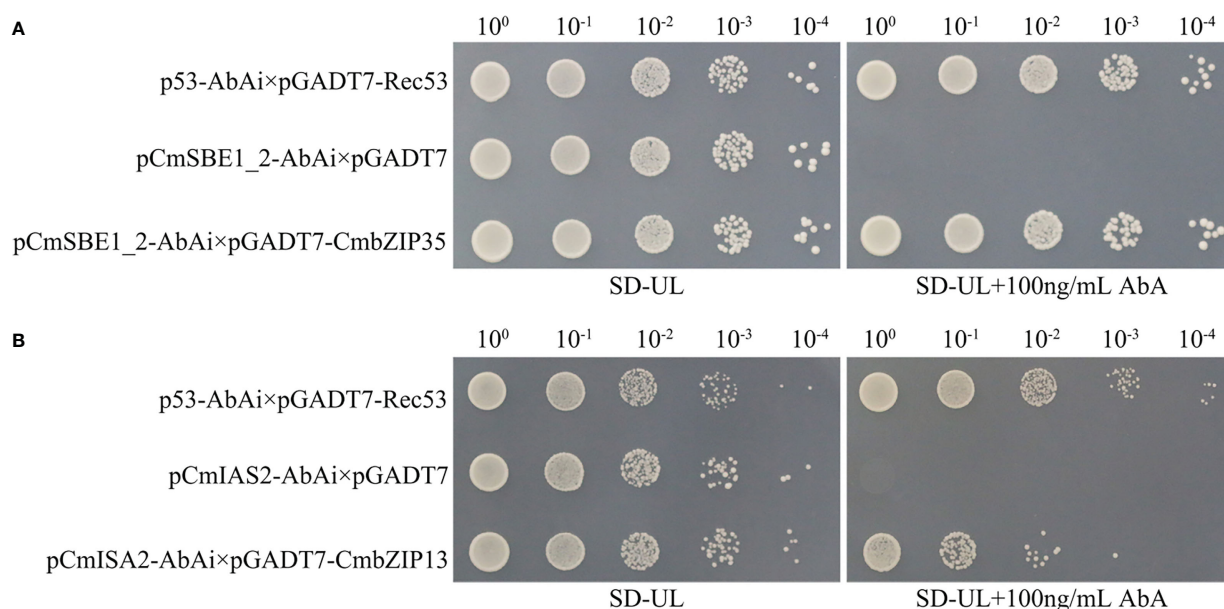 A
10⁰ 10⁻¹ 10⁻² 10⁻³ 10⁻⁴ 10⁰ 10⁻¹ 10⁻² 10⁻³ 10⁻⁴
p53-AbAi×pGADT7-Rec53
pCmSBE1_2-AbAi×pGADT7
pCmSBE1_2-AbAi×pGADT7-CmbZIP35
SD-UL SD-UL+100ng/mL AbA
B
10⁰ 10⁻¹ 10⁻² 10⁻³ 10⁻⁴ 10⁰ 10⁻¹ 10⁻² 10⁻³ 10⁻⁴
p53-AbAi×pGADT7-Rec53
pCmIAS2-AbAi×pGADT7
pCmISA2-AbAi×pGADT7-CmbZIP13
SD-UL SD-UL+100ng/mL AbA